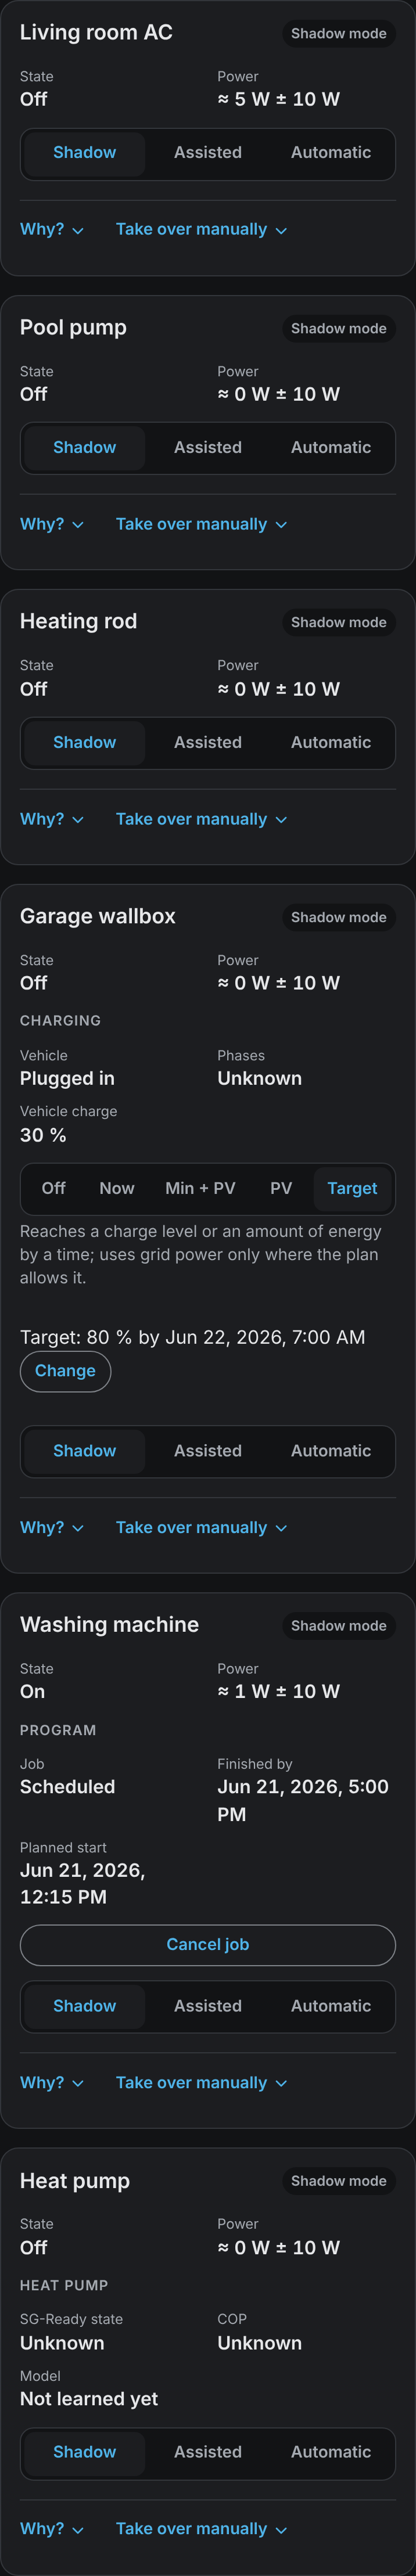 Living room AC
Shadow mode
State
Power
Off
≈ 5 W ± 10 W
Shadow
Assisted
Automatic
Why?
Take over manually
Pool pump
Shadow mode
State
Power
Off
≈ 0 W ± 10 W
Shadow
Assisted
Automatic
Why?
Take over manually
Heating rod
Shadow mode
State
Power
Off
≈ 0 W ± 10 W
Shadow
Assisted
Automatic
Why?
Take over manually
Garage wallbox
Shadow mode
State
Power
Off
≈ 0 W ± 10 W
CHARGING
Vehicle
Phases
Plugged in
Unknown
Vehicle charge
30 %
Off
Now
Min + PV
PV
Target
Reaches a charge level or an amount of energy
by a time; uses grid power only where the plan
allows it.
Target: 80 % by Jun 22, 2026, 7:00 AM
Change
Shadow
Assisted
Automatic
Why?
Take over manually
Washing machine
Shadow mode
State
Power
On
≈ 1 W ± 10 W
PROGRAM
Job
Finished by
Scheduled
Jun 21, 2026, 5:00
PM
Planned start
Jun 21, 2026,
12:15 PM
Cancel job
Shadow
Assisted
Automatic
Why?
Take over manually
Heat pump
Shadow mode
State
Power
Off
≈ 0 W ± 10 W
HEAT PUMP
SG-Ready state
COP
Unknown
Unknown
Model
Not learned yet
Shadow
Assisted
Automatic
Why?
Take over manually